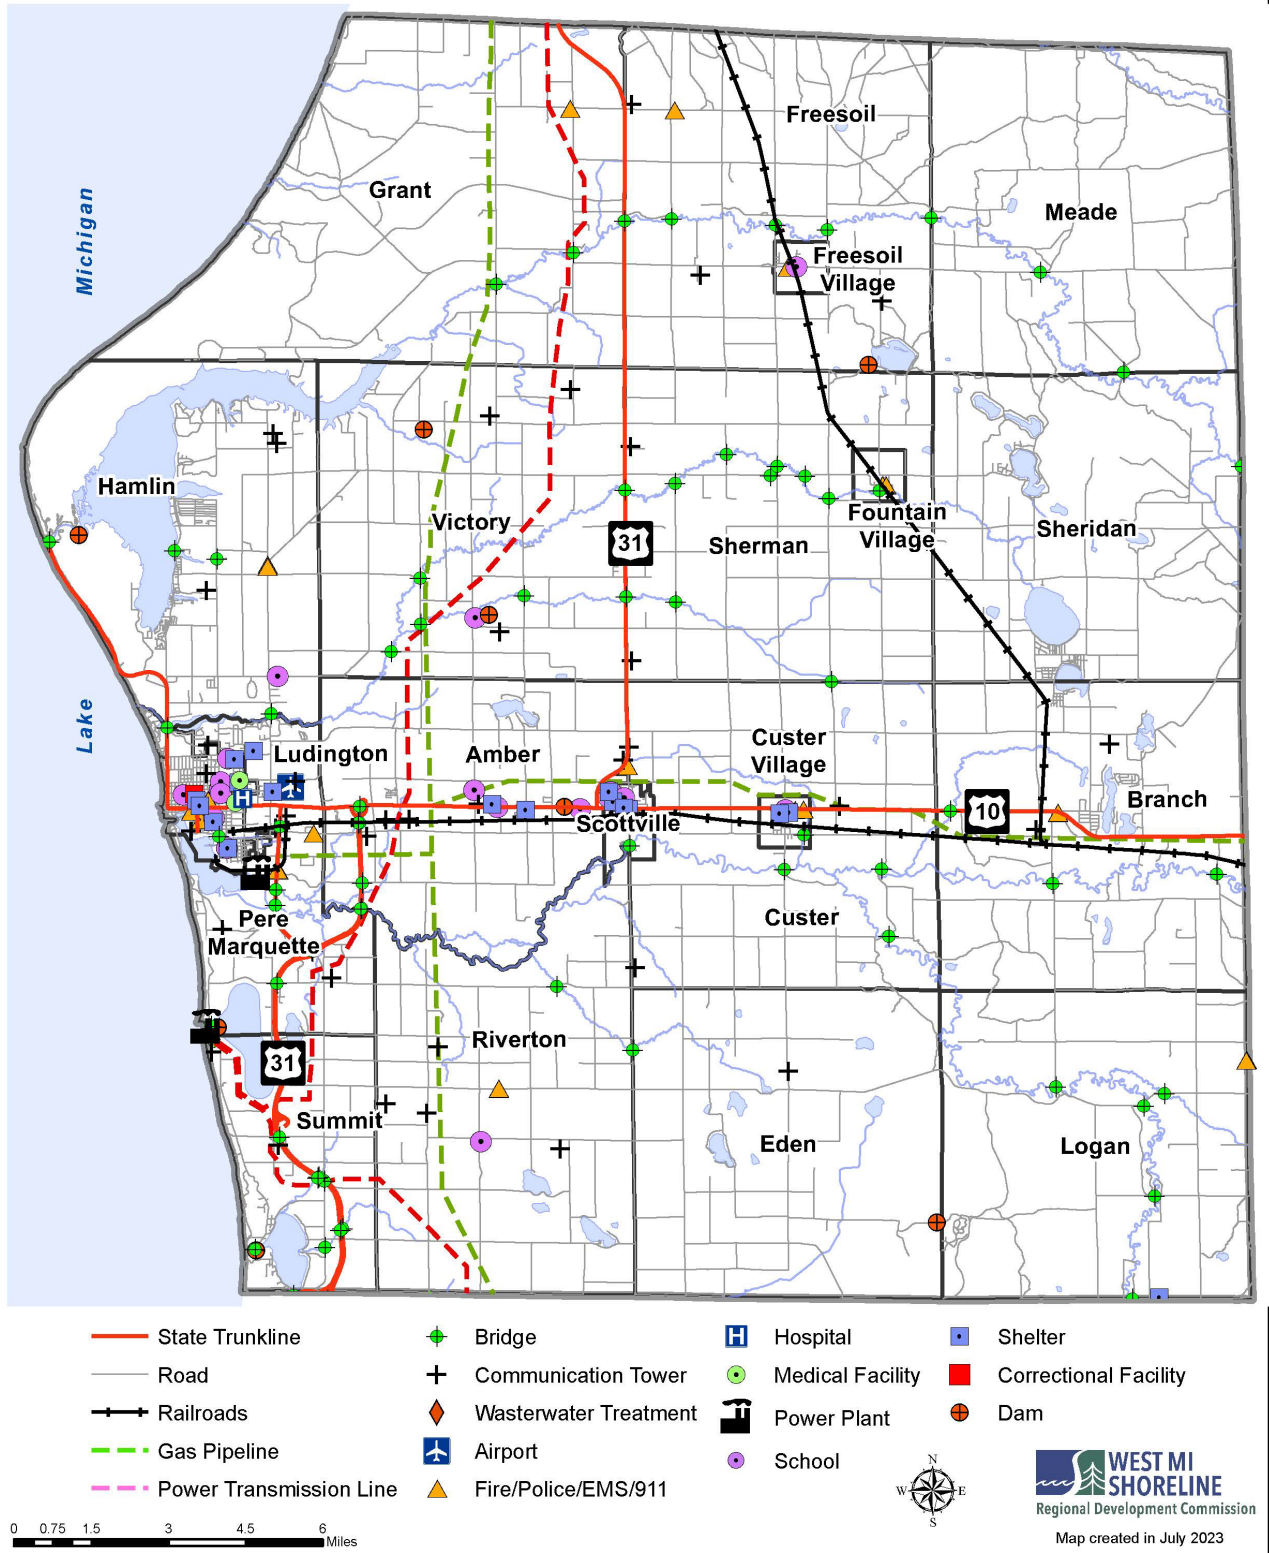 Freesoil
Grant
Michigan
Meade
Freesoil
Village
Hamlin
Victory
31
Sherman
Fountain
Village
Sheridan
Lake
Ludington
Amber
Custer
Village
H
10
Branch
Scottville
Pere
Marquette
Custer
Riverton
31
Summit
Eden
Logan
State Trunkline
Road
Railroads
Gas Pipeline
Power Transmission Line
Bridge
Communication Tower
Wasterwater Treatment
Airport
Fire/Police/EMS/911
H Hospital
Medical Facility
Power Plant
School
Shelter
Correctional Facility
Dam
N
W E
S
WEST MI
SHORELINE
Regional Development Commission
Map created in July 2023
0 0.75 1.5 3 4.5 6
Miles